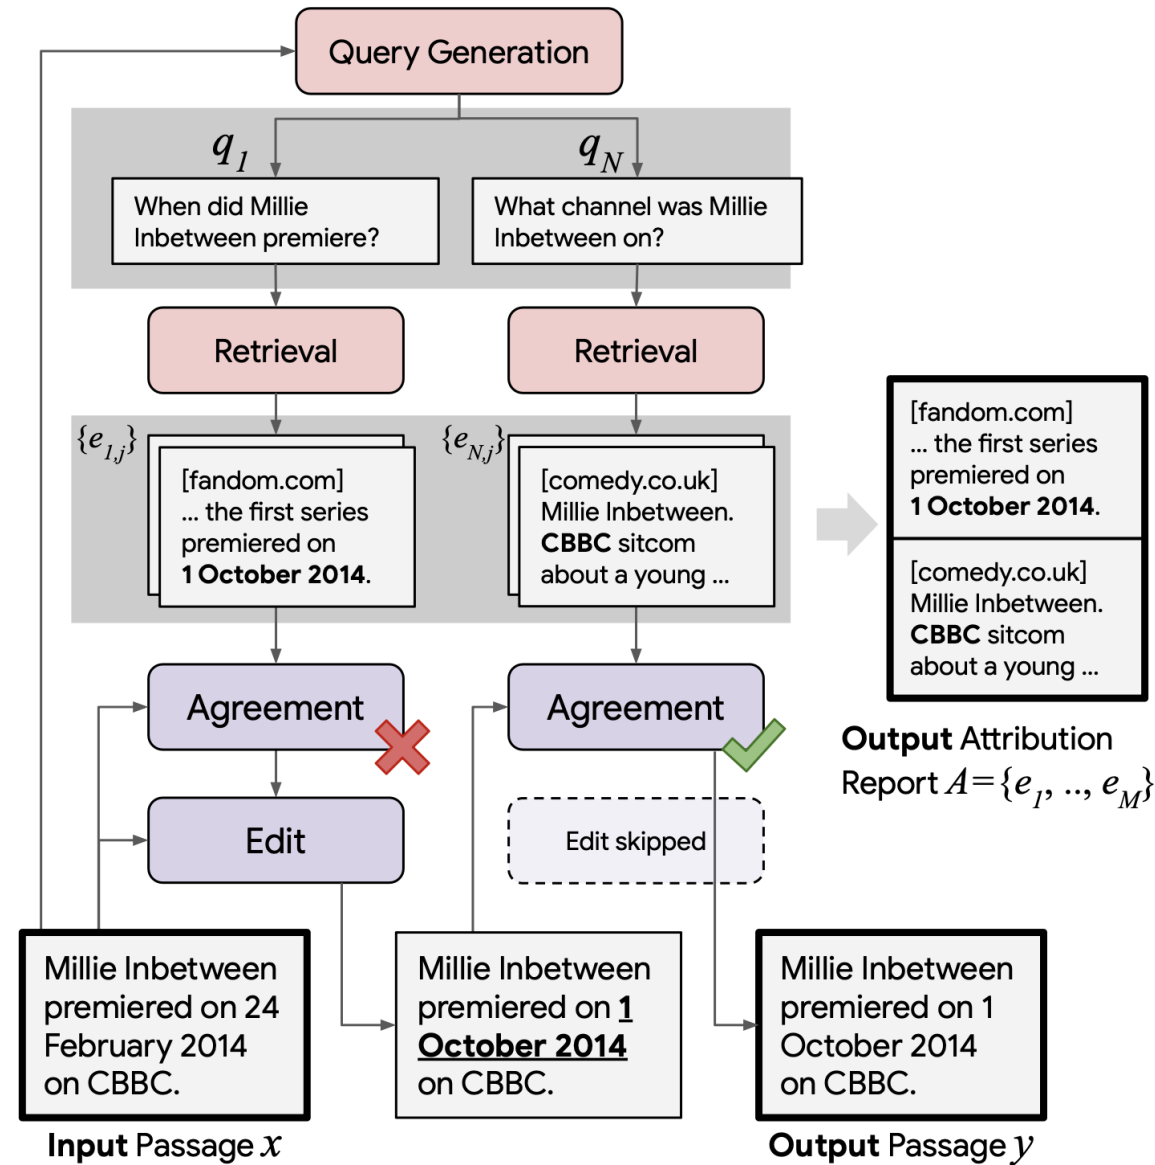 Query Generation
q1
qN
When did Millie
Inbetween premiere?
What channel was Millie
Inbetween on?
Retrieval
Retrieval
{e1,j}
{eN,j}
[fandom.com]
... the first series
premiered on
1 October 2014.
[comedy.co.uk]
Millie Inbetween.
CBBC sitcom
about a young ...
[fandom.com]
... the first series
premiered on
1 October 2014.
[comedy.co.uk]
Millie Inbetween.
CBBC sitcom
about a young ...
Output Attribution
Report A={e1, .., eM}
Agreement
Agreement
Edit
Edit skipped
Millie Inbetween
premiered on 24
February 2014
on CBBC.
Input Passage x
Millie Inbetween
premiered on 1
October 2014
on CBBC.
Millie Inbetween
premiered on 1
October 2014
on CBBC.
Output Passage y